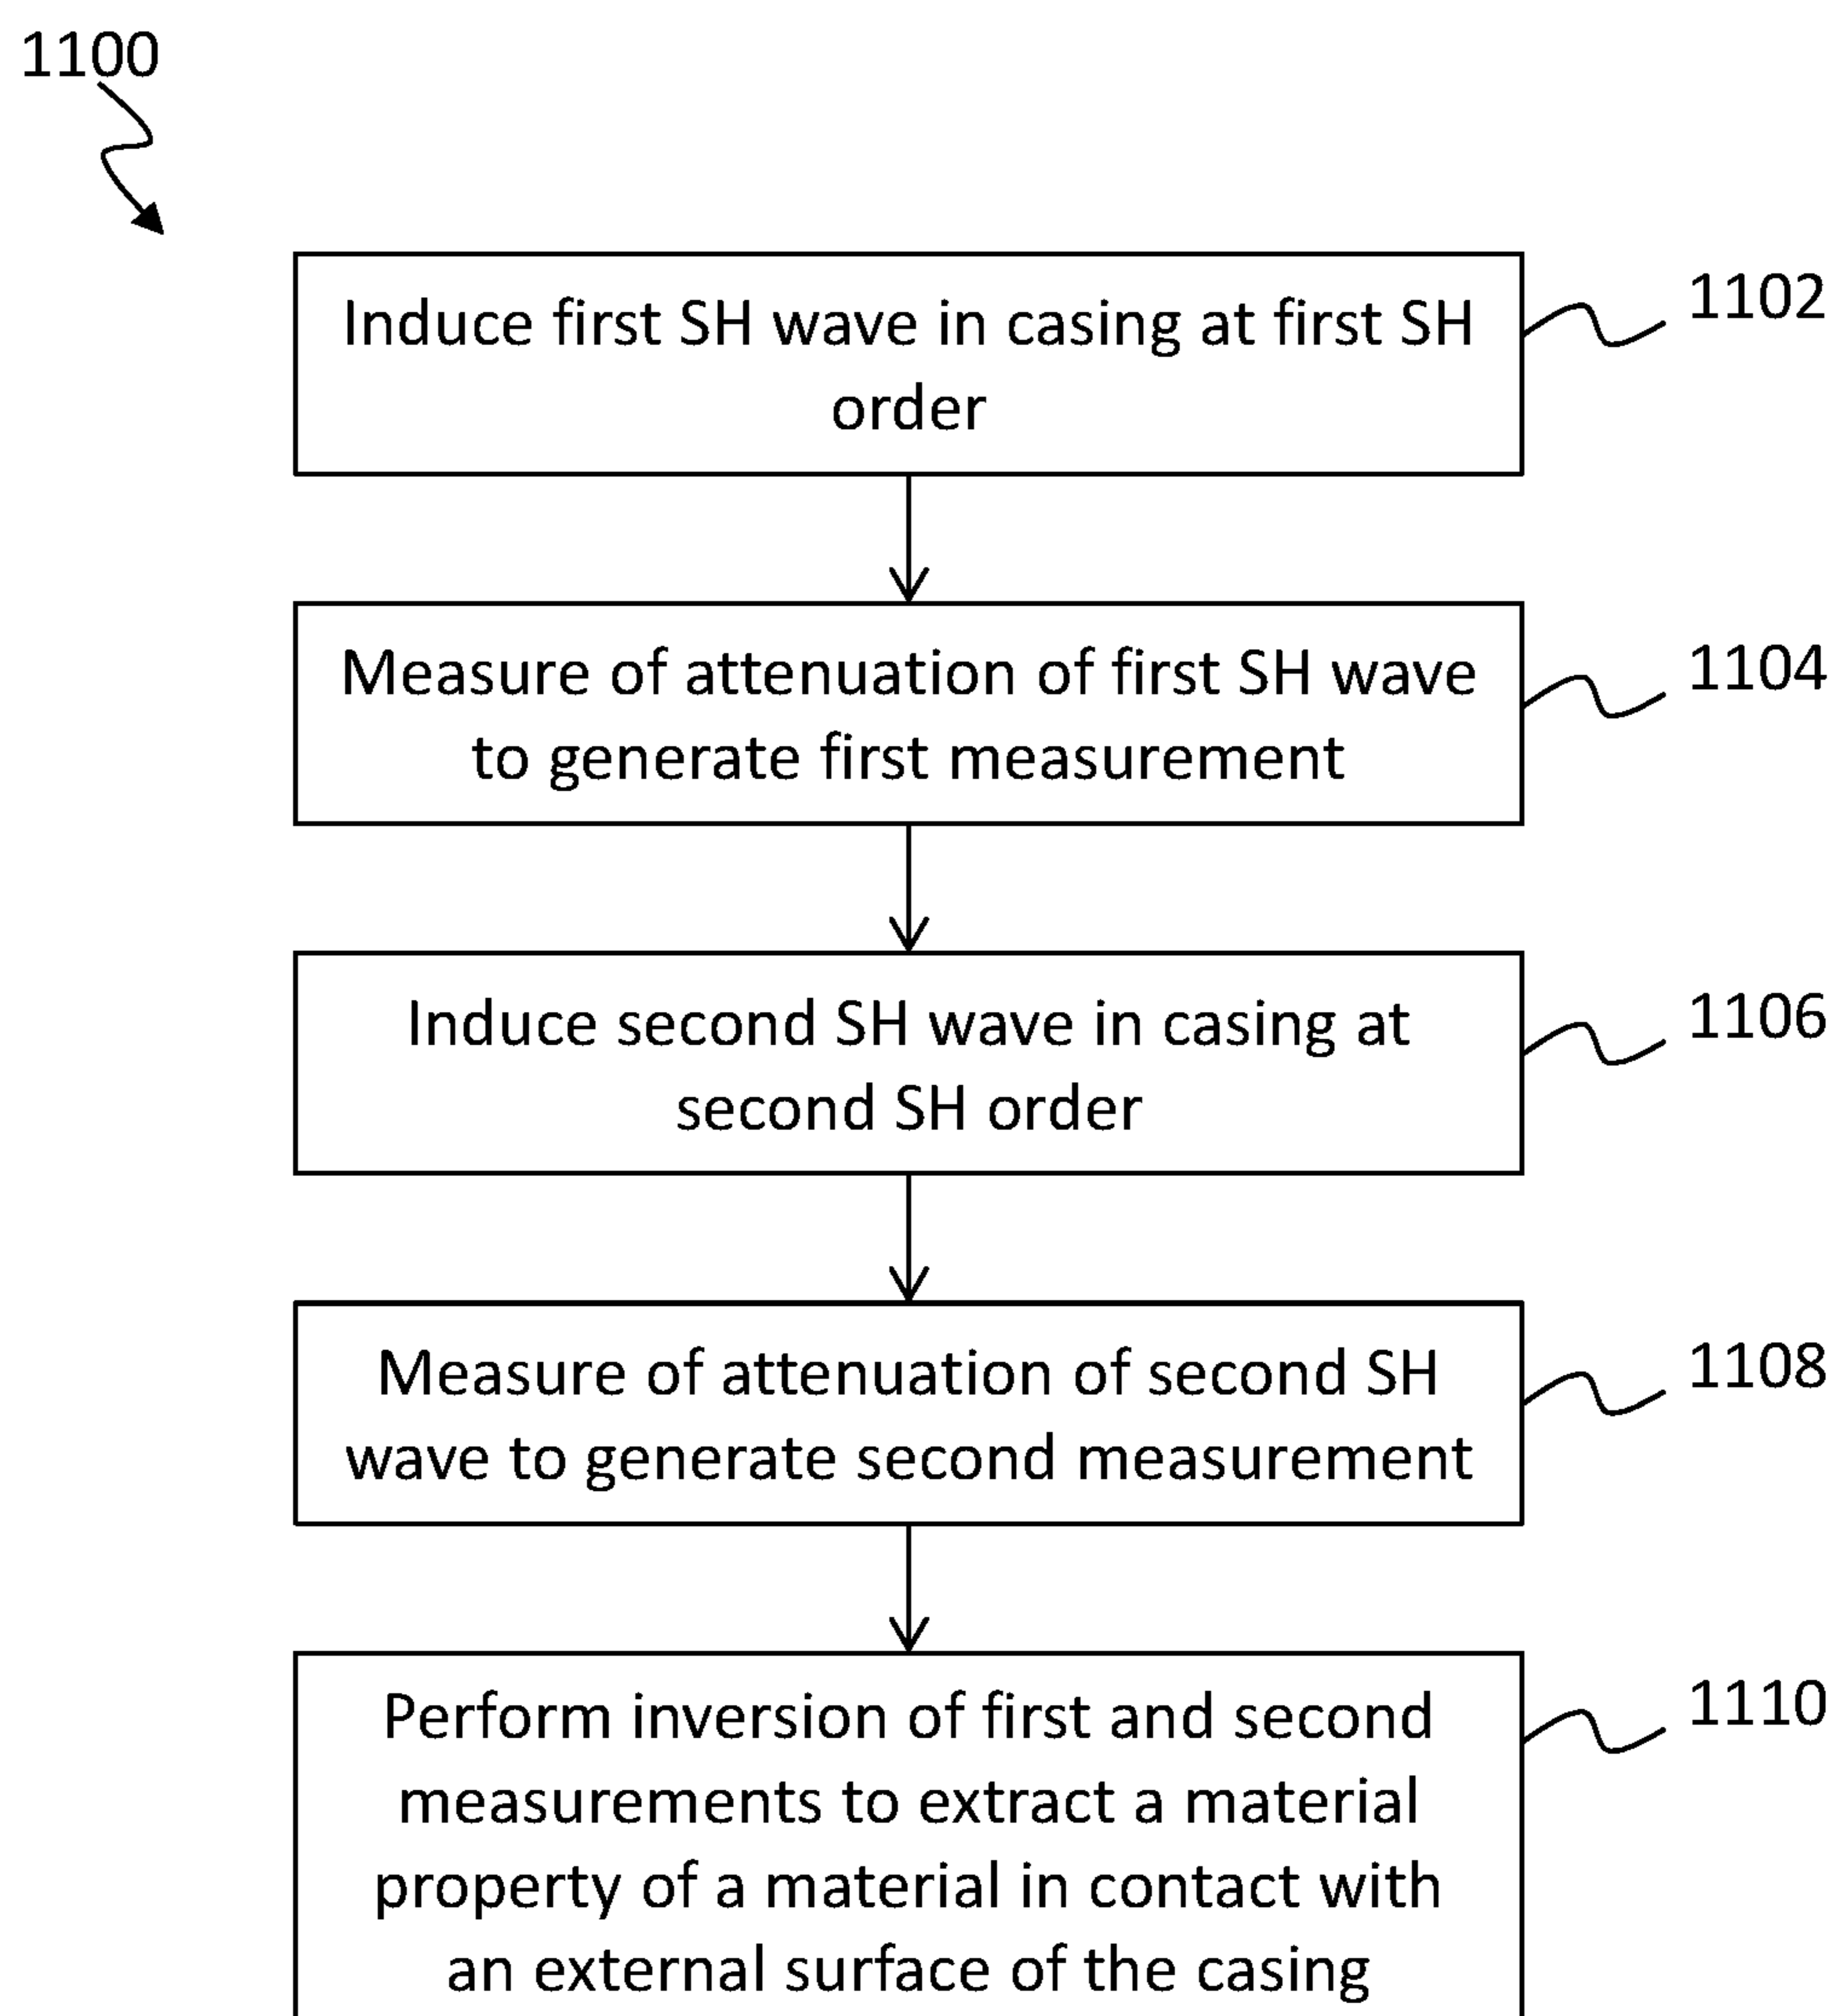 1100
Induce first SH wave in casing at first SH
order
1102
Measure of attenuation of first SH wave
to generate first measurement
1104
Induce second SH wave in casing at
second SH order
1106
Measure of attenuation of second SH
wave to generate second measurement
1108
Perform inversion of first and second
measurements to extract a material
property of a material in contact with
an external surface of the casing
1110